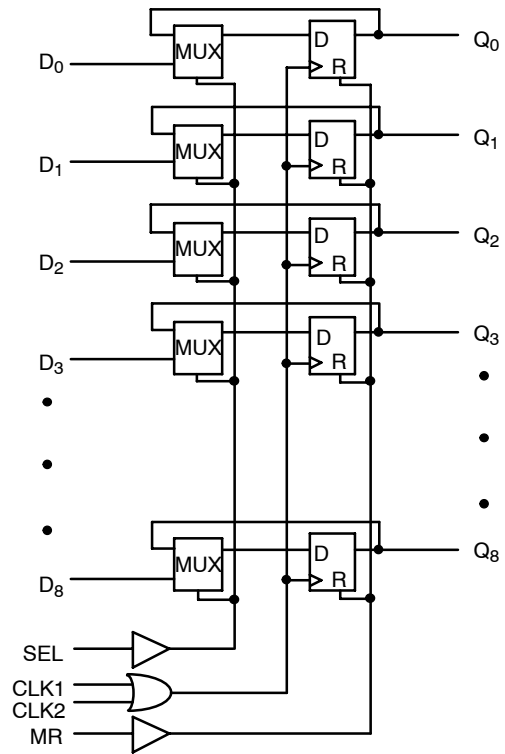 MUX D Q0
D0 R
MUX D Q1
D1 R
MUX D Q2
D2 R
MUX D Q3
D3 R
MUX D Q8
D8 R
SEL
CLK1
CLK2
MR